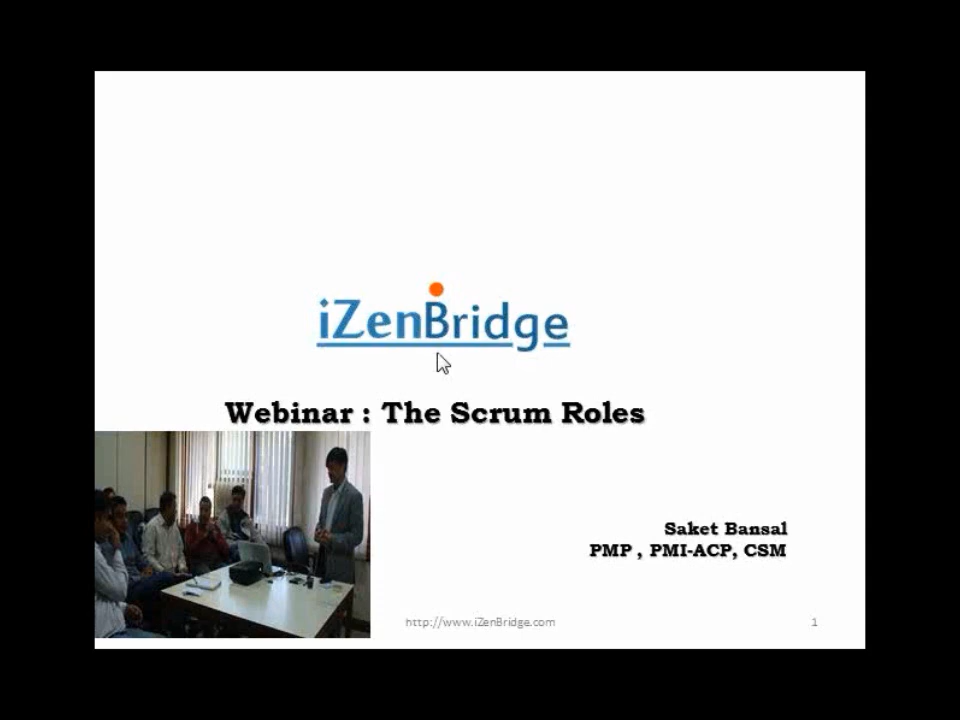 iZenBridge
Webinar : The Scrum Roles
Saket Bansal
PMP , PMI-ACP, CSM
http://www.iZenBridge.com
1